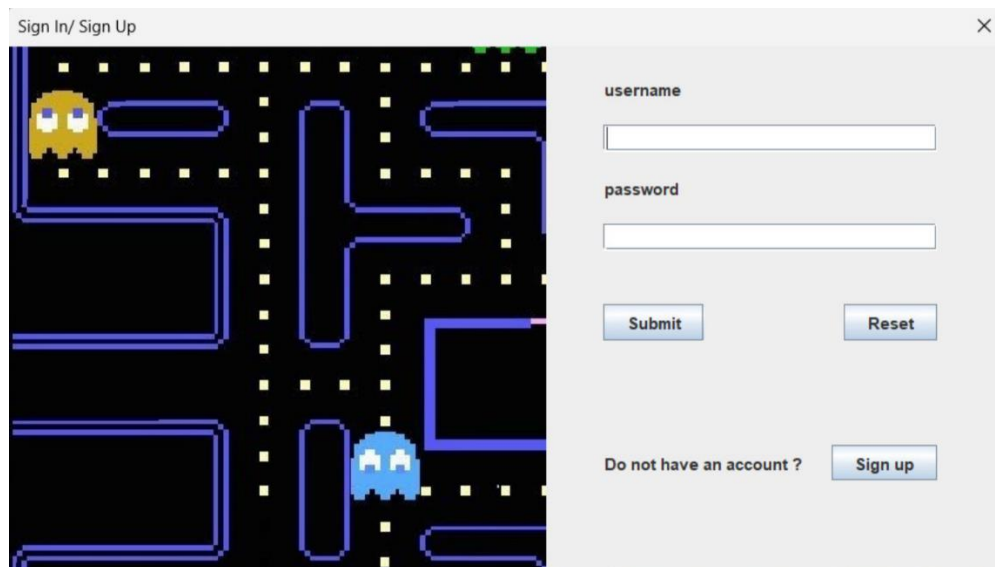 Sign In/ Sign Up
username
password
Submit Reset
Do not have an account ? Sign up